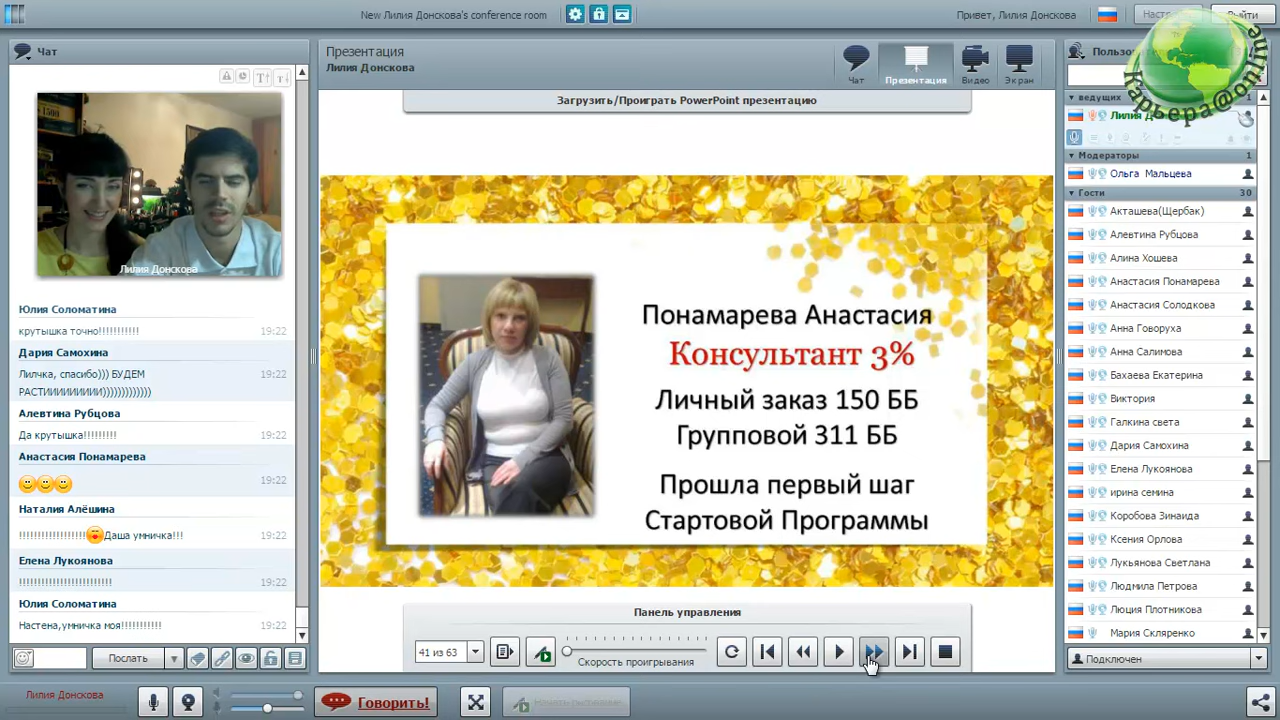 New Лилия Донскова's conference room
Привет, Лилия Донскова
Выйти
Чат
Лилия Донскова
Юлия Соломатина
крутышка точно!!!!!!!!!!!
19:22
Дария Самохина
Лилчка, спасибо))) БУДЕМ
19:22
РАСТИИИИИИИИ)))))))))))))
Алевтина Рубцова
Да крутышка!!!!!!!!!
19:22
Анастасия Понамарева
19:22
Наталия Алёшина
Даша умничка!!!
19:22
Елена Лукоянова
19:22
Юлия Соломатина
Настена,умничка моя!!!!!!!!!!!
19:22
Послать
Презентация
Лилия Донскова
Чат
Презентация
Видео
Экран
Загрузить/Проиграть PowerPoint презентацию
Понамарева Анастасия
Консультант 3%
Личный заказ 150 ББ
Групповой 311 ББ
Прошла первый шаг
Стартовой Программы
Панель управления
41 из 63
Скорость проигрывания
карьера@online
ведущих 1
Модераторы 1
Ольга Мальцева
Гости 30
Акташева(Щербак)
Алевтина Рубцова
Алина Хошева
Анастасия Понамарева
Анастасия Солодкова
Анна Говоруха
Анна Салимова
Бахаева Екатерина
Виктория
Галкина света
Дария Самохина
Елена Лукоянова
ирина семина
Коробова Зинаида
Ксения Орлова
Лукьянова Светлана
Людмила Петрова
Люция Плотникова
Мария Скляренко
Подключен
Лилия Донскова
Говорить!